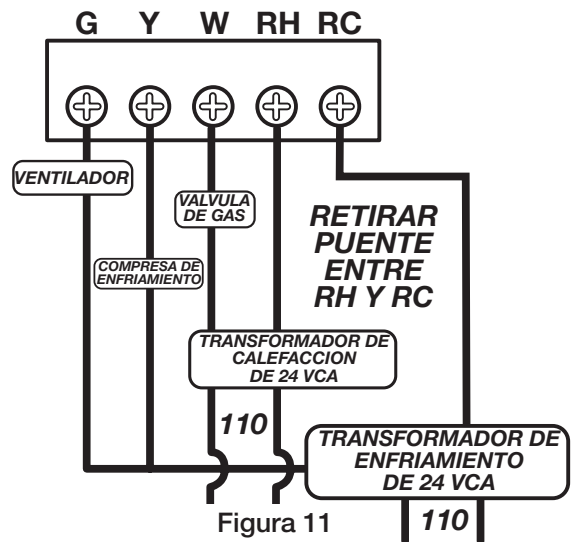 G Y W RH RC
VENTILADOR
VALVULA
DE GAS
RETIRAR
PUENTE
ENTRE
RH Y RC
COMPRESA DE
ENFRIAMIENTO
TRANSFORMADOR DE
CALEFACCION
DE 24 VCA
110
TRANSFORMADOR DE
ENFRIAMIENTO
DE 24 VCA
110
Figura 11